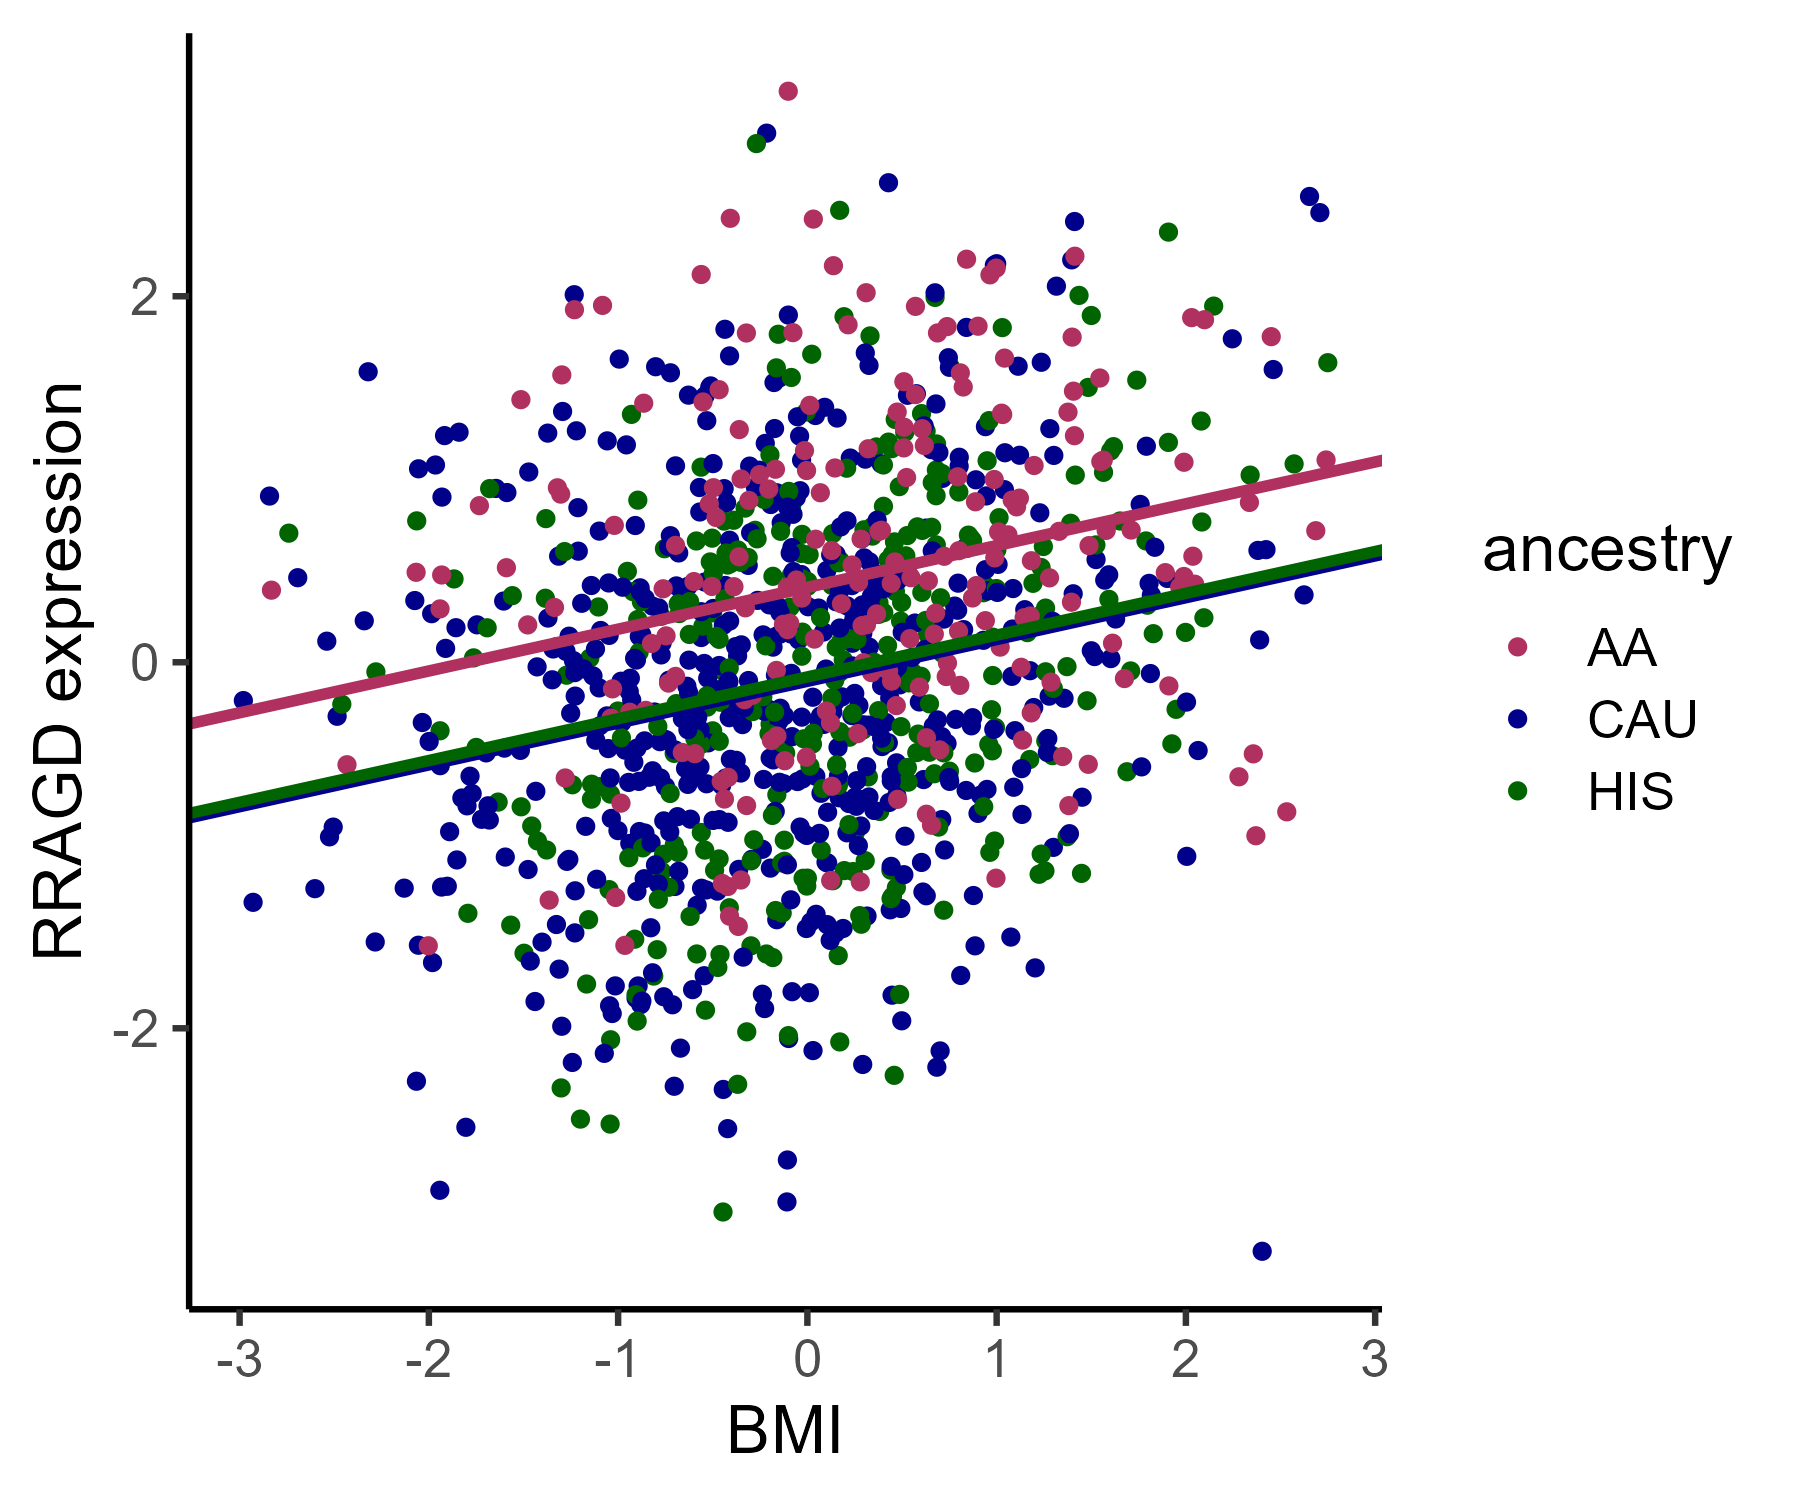 RRAGD expression
2
0
-2
-3 -2 -1 0 1 2 3
BMI
ancestry
AA
CAU
HIS